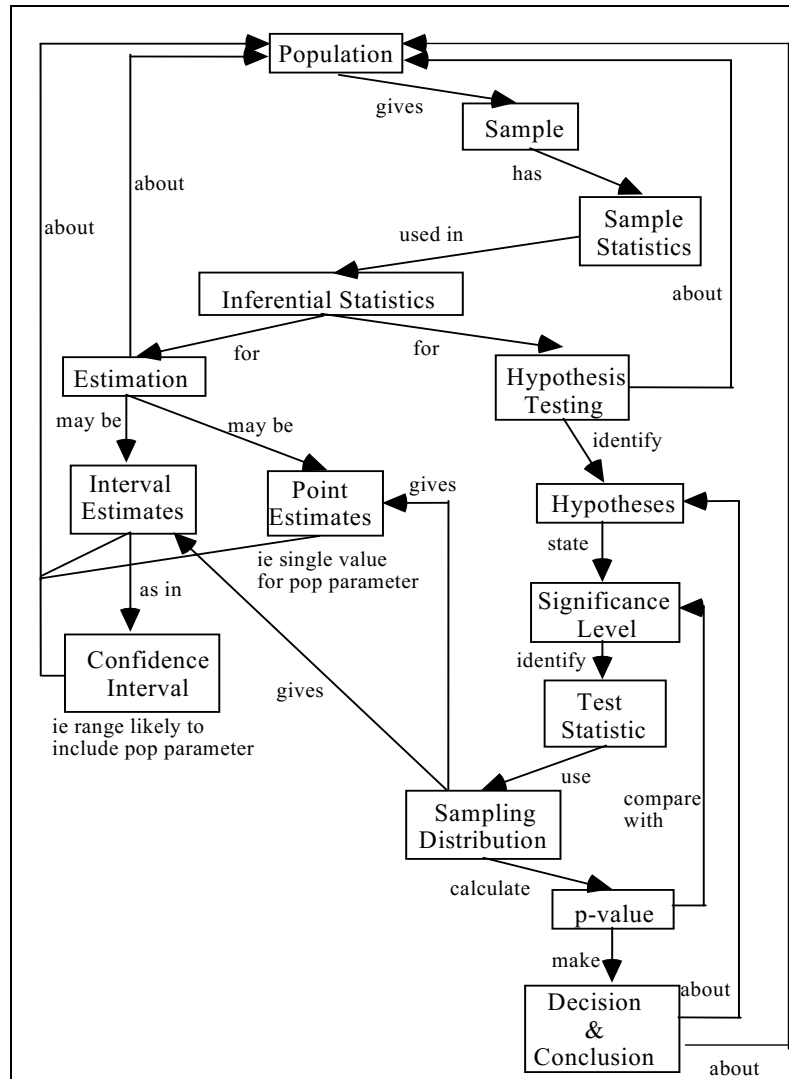 Population
gives
Sample
has
about
about
Sample
Statistics
used in
Inferential Statistics
about
for
for
Estimation
Hypothesis
Testing
may be
may be
identify
Interval
Estimates
Point
Estimates
gives
Hypotheses
state
ie single value
for pop parameter
as in
Significance
Level
identify
Confidence
Interval
gives
Test
Statistic
ie range likely to
include pop parameter
use
compare
with
Sampling
Distribution
calculate
p-value
make
about
Decision
&
Conclusion
about